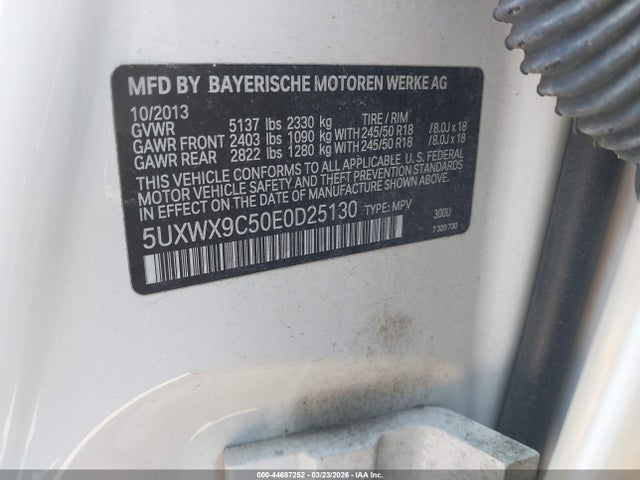 MFD BY BAYERISCHE MOTOREN WERKE AG
10/2013
GVWR 5137 lbs 2330 kg TIRE / RIM
GAWR FRONT 2403 lbs 1090 kg WITH 245/50 R18 /8.0J x 18
GAWR REAR 2822 lbs 1280 kg WITH 245/50 R18 /8.0J x 18
THIS VEHICLE CONFORMS TO ALL APPLICABLE U.S. FEDERAL
MOTOR VEHICLE SAFETY AND THEFT PREVENTION STANDARDS
IN EFFECT ON THE DATE OF MANUFACTURE SHOWN ABOVE.
5UXWX9C50E0D25130 TYPE: MPV 300U
7 320 730
000-44687252 - 03/23/2026 - IAA Inc.